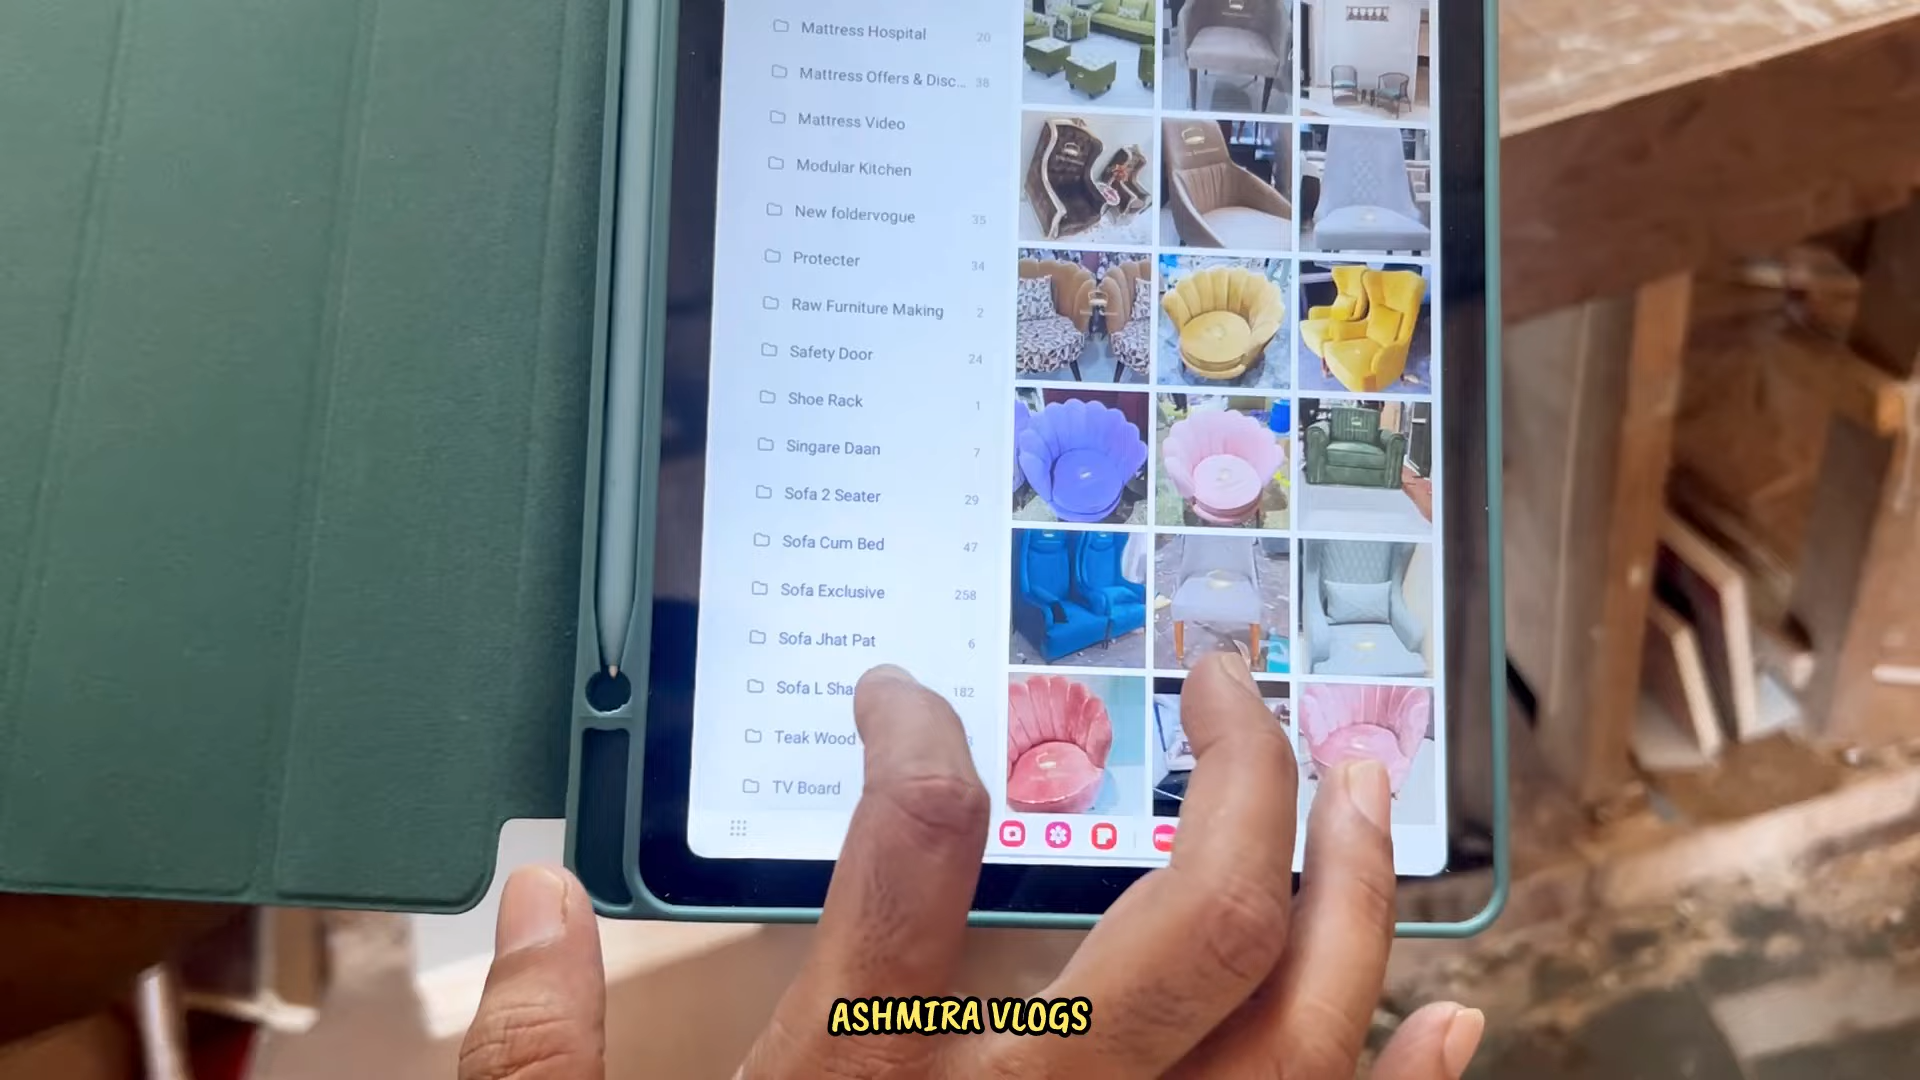 Mattress Hospital 20
Mattress Offers & Disc... 38
Mattress Video
Modular Kitchen
New foldervogue 35
Protecter 34
Raw Furniture Making 2
Safety Door 24
Shoe Rack 1
Singare Daan 7
Sofa 2 Seater 29
Sofa Cum Bed 47
Sofa Exclusive 258
Sofa Jhat Pat 6
Sofa L Sha 182
Teak Wood 3
TV Board
ASHMIRA VLOGS